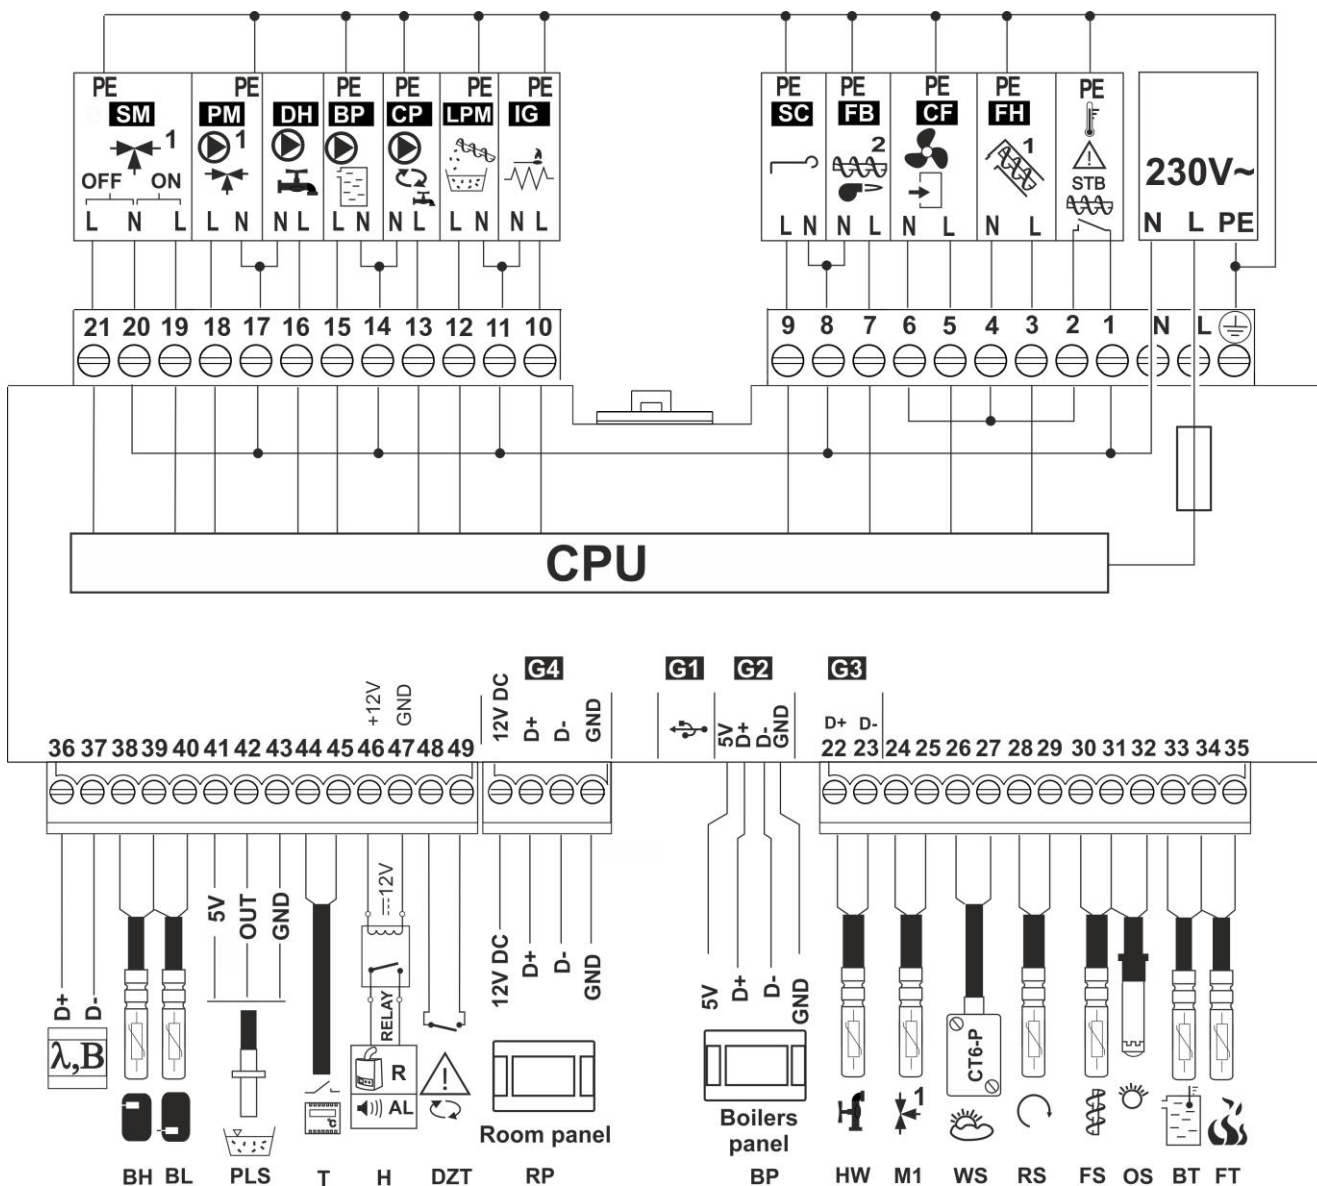 PE PE PE PE PE PE PE PE PE PE
SM PM DH BP CP LPM IG SC FB CF FH
1 1 2 1
OFF ON STB 230V~
L N L L N N L L N N L L N N L L N N L N L N L N L PE
21 20 19 18 17 16 15 14 13 12 11 10 9 8 7 6 5 4 3 2 1 N L
CPU
G4 G1 G2 G3
+12V GND 12V DC D+ D- GND 5V D+ D- GND D+ D-
36 37 38 39 40 41 42 43 44 45 46 47 48 49 22 23 24 25 26 27 28 29 30 31 32 33 34 35
12V
5V OUT GND
D+ D- RELAY 12V DC D+ D- GND 5V D+ D- GND
λ,B R CT6-P
AL °C
1
Room panel Boilers
panel
BH BL PLS T H DZT RP BP HW M1 WS RS FS OS BT FT